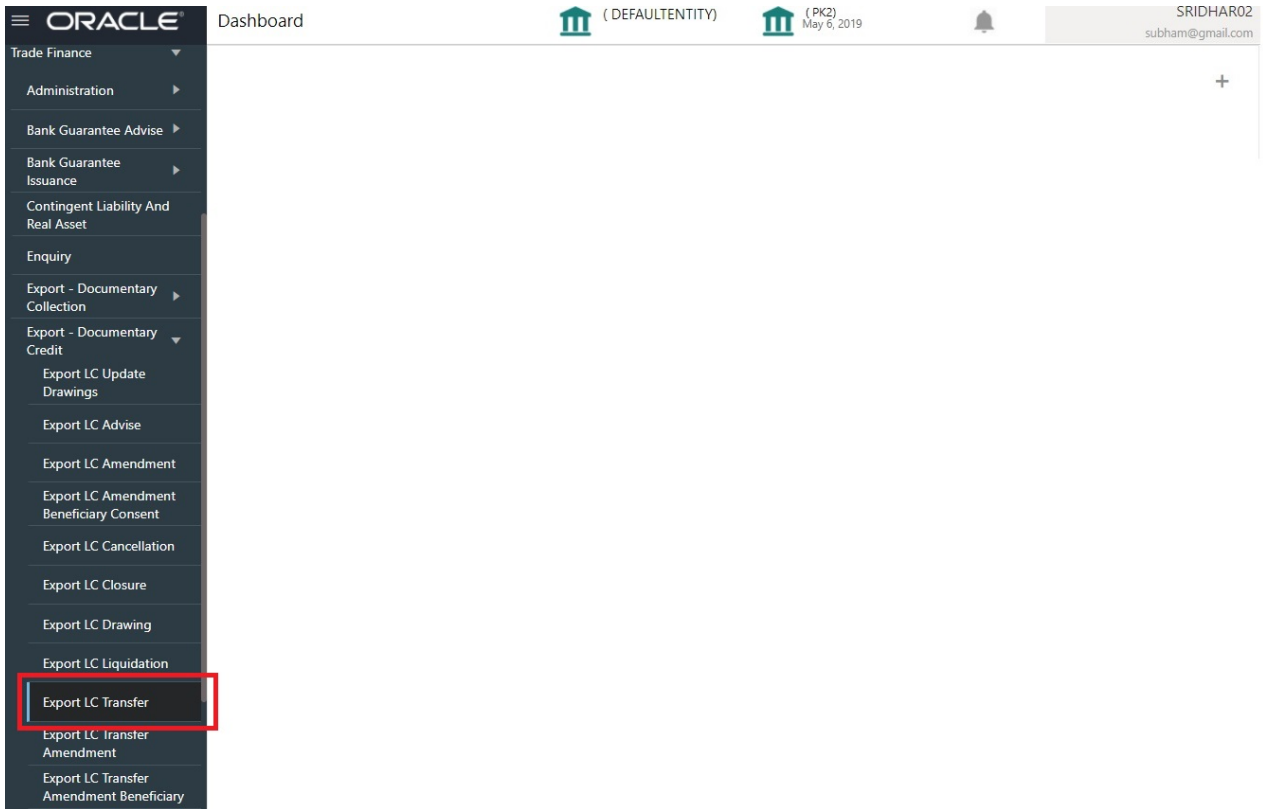 ORACLE®
Dashboard
( DEFAULTENTITY)
( PK2)
May 6, 2019
SRIDHAR02
subham@gmail.com
Trade Finance
Administration
Bank Guarantee Advise
Bank Guarantee
Issuance
Contingent Liability And
Real Asset
Enquiry
Export - Documentary
Collection
Export - Documentary
Credit
Export LC Update
Drawings
Export LC Advise
Export LC Amendment
Export LC Amendment
Beneficiary Consent
Export LC Cancellation
Export LC Closure
Export LC Drawing
Export LC Liquidation
Export LC Transfer
Export LC Transfer
Amendment
Export LC Transfer
Amendment Beneficiary